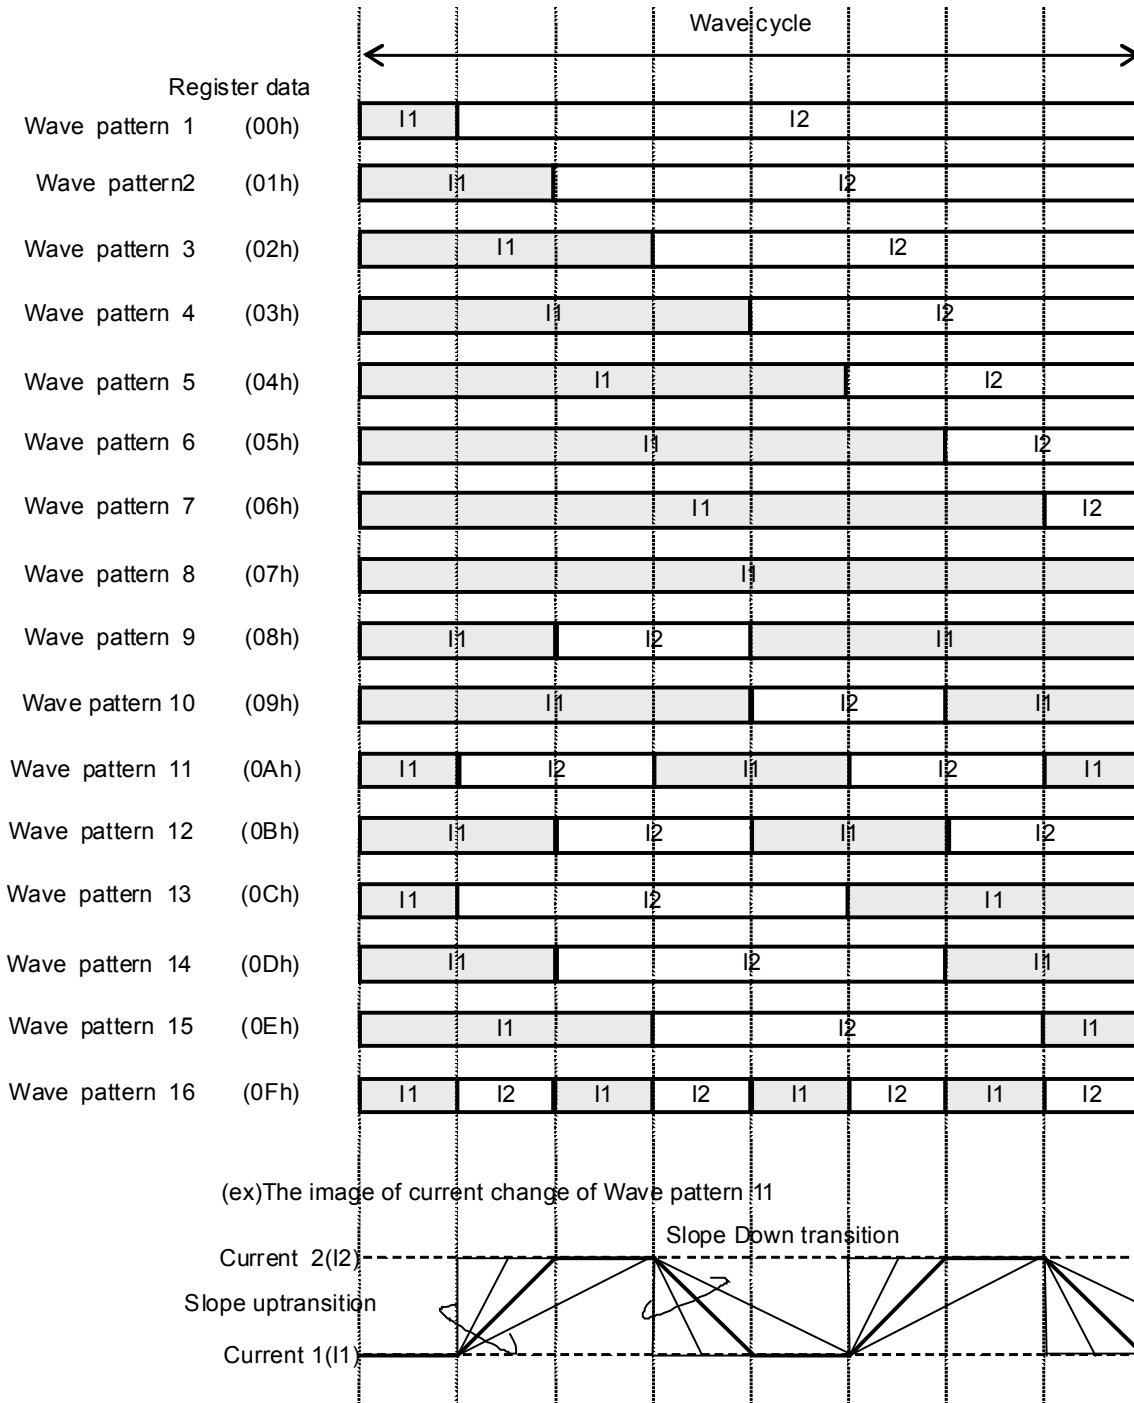 Wave cycle
Register data
Wave pattern 1 (00h) I1 I2
Wave pattern2 (01h) I1 I2
Wave pattern 3 (02h) I1 I2
Wave pattern 4 (03h) I1 I2
Wave pattern 5 (04h) I1 I2
Wave pattern 6 (05h) I1 I2
Wave pattern 7 (06h) I1 I2
Wave pattern 8 (07h) I1
Wave pattern 9 (08h) I1 I2 I1
Wave pattern 10 (09h) I1 I2 I1
Wave pattern 11 (0Ah) I1 I2 I1 I2 I1
Wave pattern 12 (0Bh) I1 I2 I1 I2
Wave pattern 13 (0Ch) I1 I2 I1
Wave pattern 14 (0Dh) I1 I2 I1
Wave pattern 15 (0Eh) I1 I2 I1
Wave pattern 16 (0Fh) I1 I2 I1 I2 I1 I2 I1 I2
(ex)The image of current change of Wave pattern 11
Slope Down transition
Current 2(I2)
Slope uptransition
Current 1(I1)